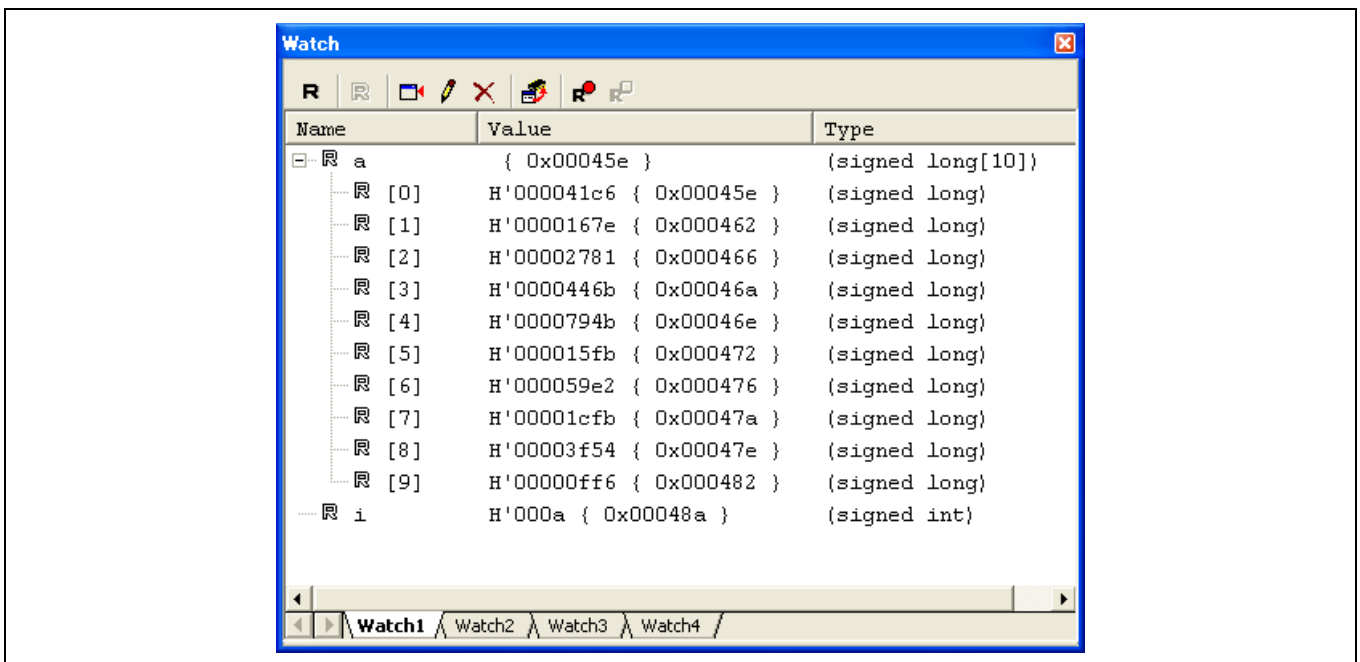 Watch
R R R R
Name Value Type
R a { 0x00045e } (signed long[10])
R [0] H'000041c6 { 0x00045e } (signed long)
R [1] H'0000167e { 0x000462 } (signed long)
R [2] H'00002781 { 0x000466 } (signed long)
R [3] H'0000446b { 0x00046a } (signed long)
R [4] H'0000794b { 0x00046e } (signed long)
R [5] H'000015fb { 0x000472 } (signed long)
R [6] H'000059e2 { 0x000476 } (signed long)
R [7] H'00001cfb { 0x00047a } (signed long)
R [8] H'00003f54 { 0x00047e } (signed long)
R [9] H'00000ff6 { 0x000482 } (signed long)
R i H'000a { 0x00048a } (signed int)
Watch1 Watch2 Watch3 Watch4